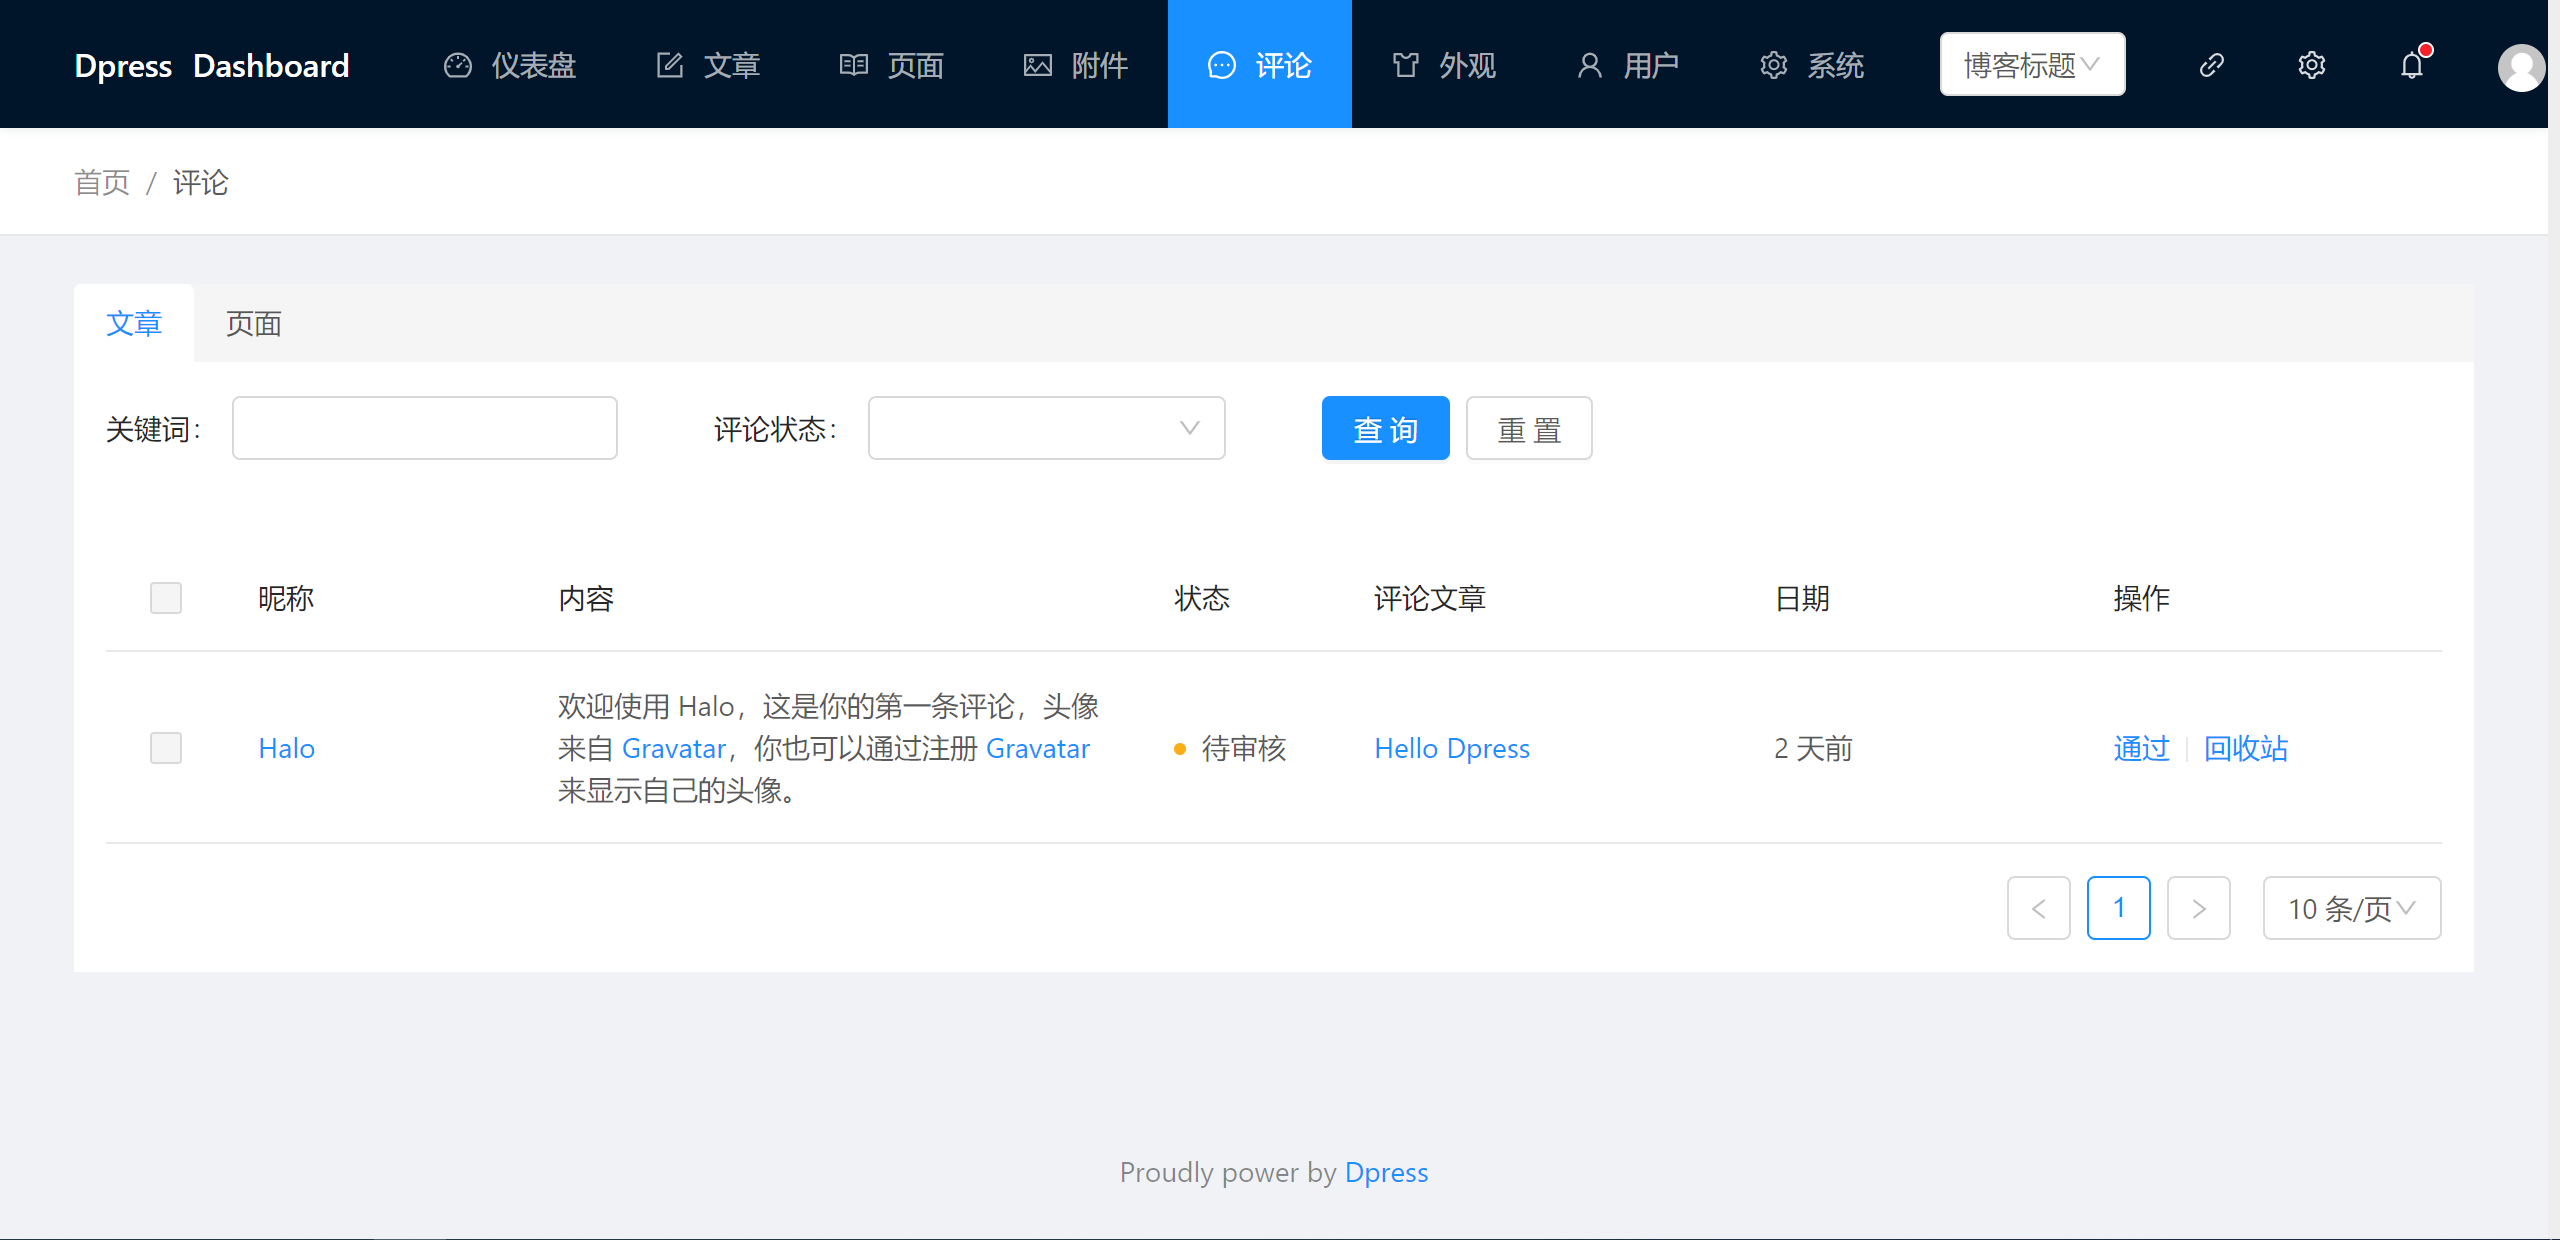 Dpress Dashboard 仪表盘 文章 页面 附件 评论 外观 用户 系统 博客标题
首页 / 评论
文章 页面
关键词： 评论状态： 查 询 重 置
昵称 内容 状态 评论文章 日期 操作
欢迎使用 Halo，这是你的第一条评论，头像
Halo 来自 Gravatar，你也可以通过注册 Gravatar 待审核 Hello Dpress 2 天前 通过 回收站
来显示自己的头像。
< 1 > 10 条/页
Proudly power by Dpress